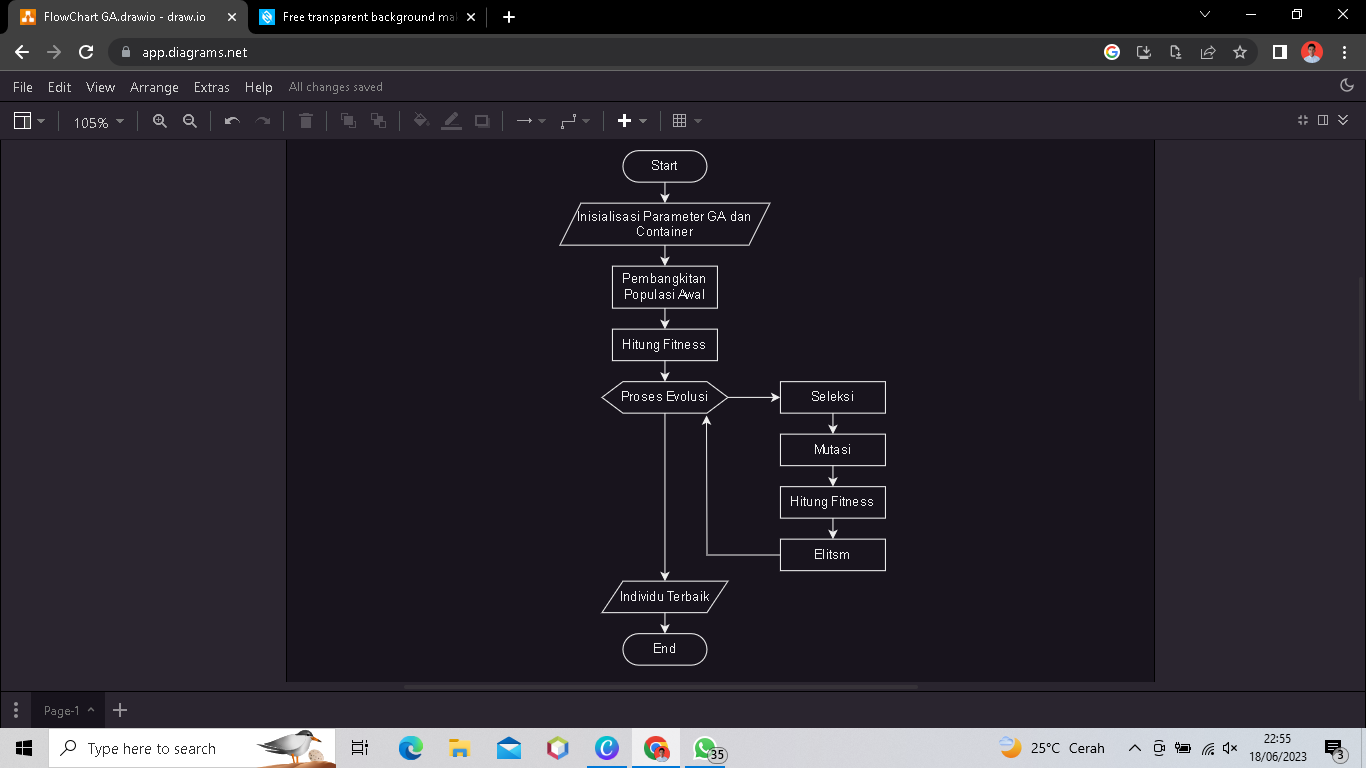 FlowChart GA.drawio - draw.io
Free transparent background ma
app.diagrams.net
File Edit View Arrange Extras Help All changes saved
105%
Start
Inisialisasi Parameter GA dan
Container
Pembangkitan
Populasi Awal
Hitung Fitness
Proses Evolusi
Seleksi
Mutasi
Hitung Fitness
Elitsm
Individu Terbaik
End
Page-1
Type here to search
35
25°C Cerah
22:55
18/06/2023
3